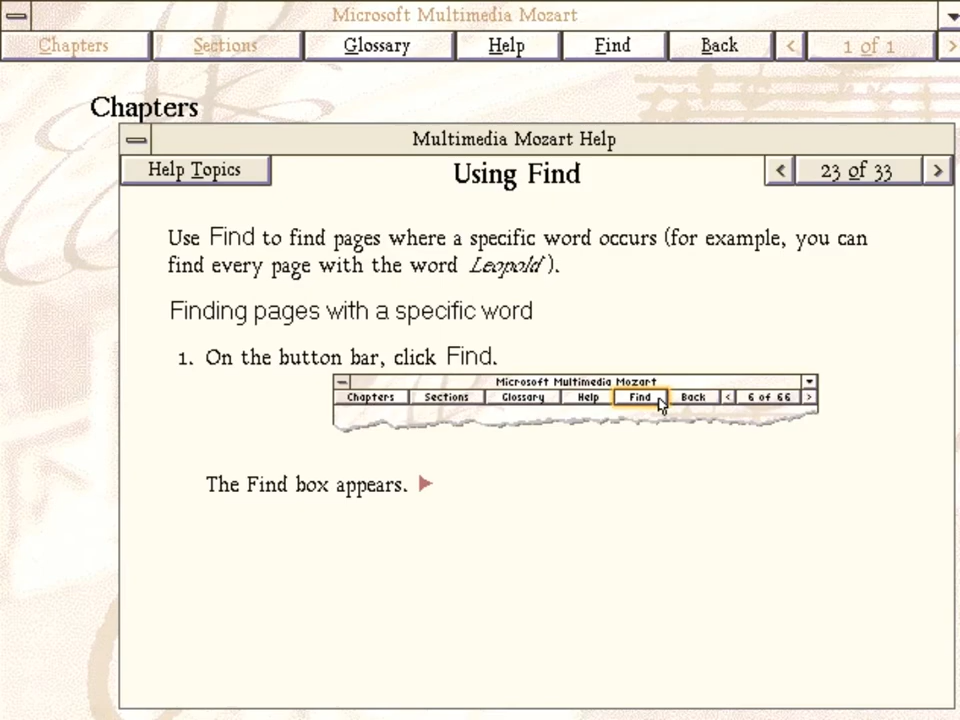 Microsoft Multimedia Mozart
Chapters Sections Glossary Help Find Back < 1 of 1 >
Chapters
Multimedia Mozart Help
Help Topics Using Find < 23 of 33 >
Use Find to find pages where a specific word occurs (for example, you can
find every page with the word Leopold ).
Finding pages with a specific word
1. On the button bar, click Find.
Microsoft Multimedia Mozart
Chapters Sections Glossary Help Find Back < 6 of 66 >
The Find box appears.